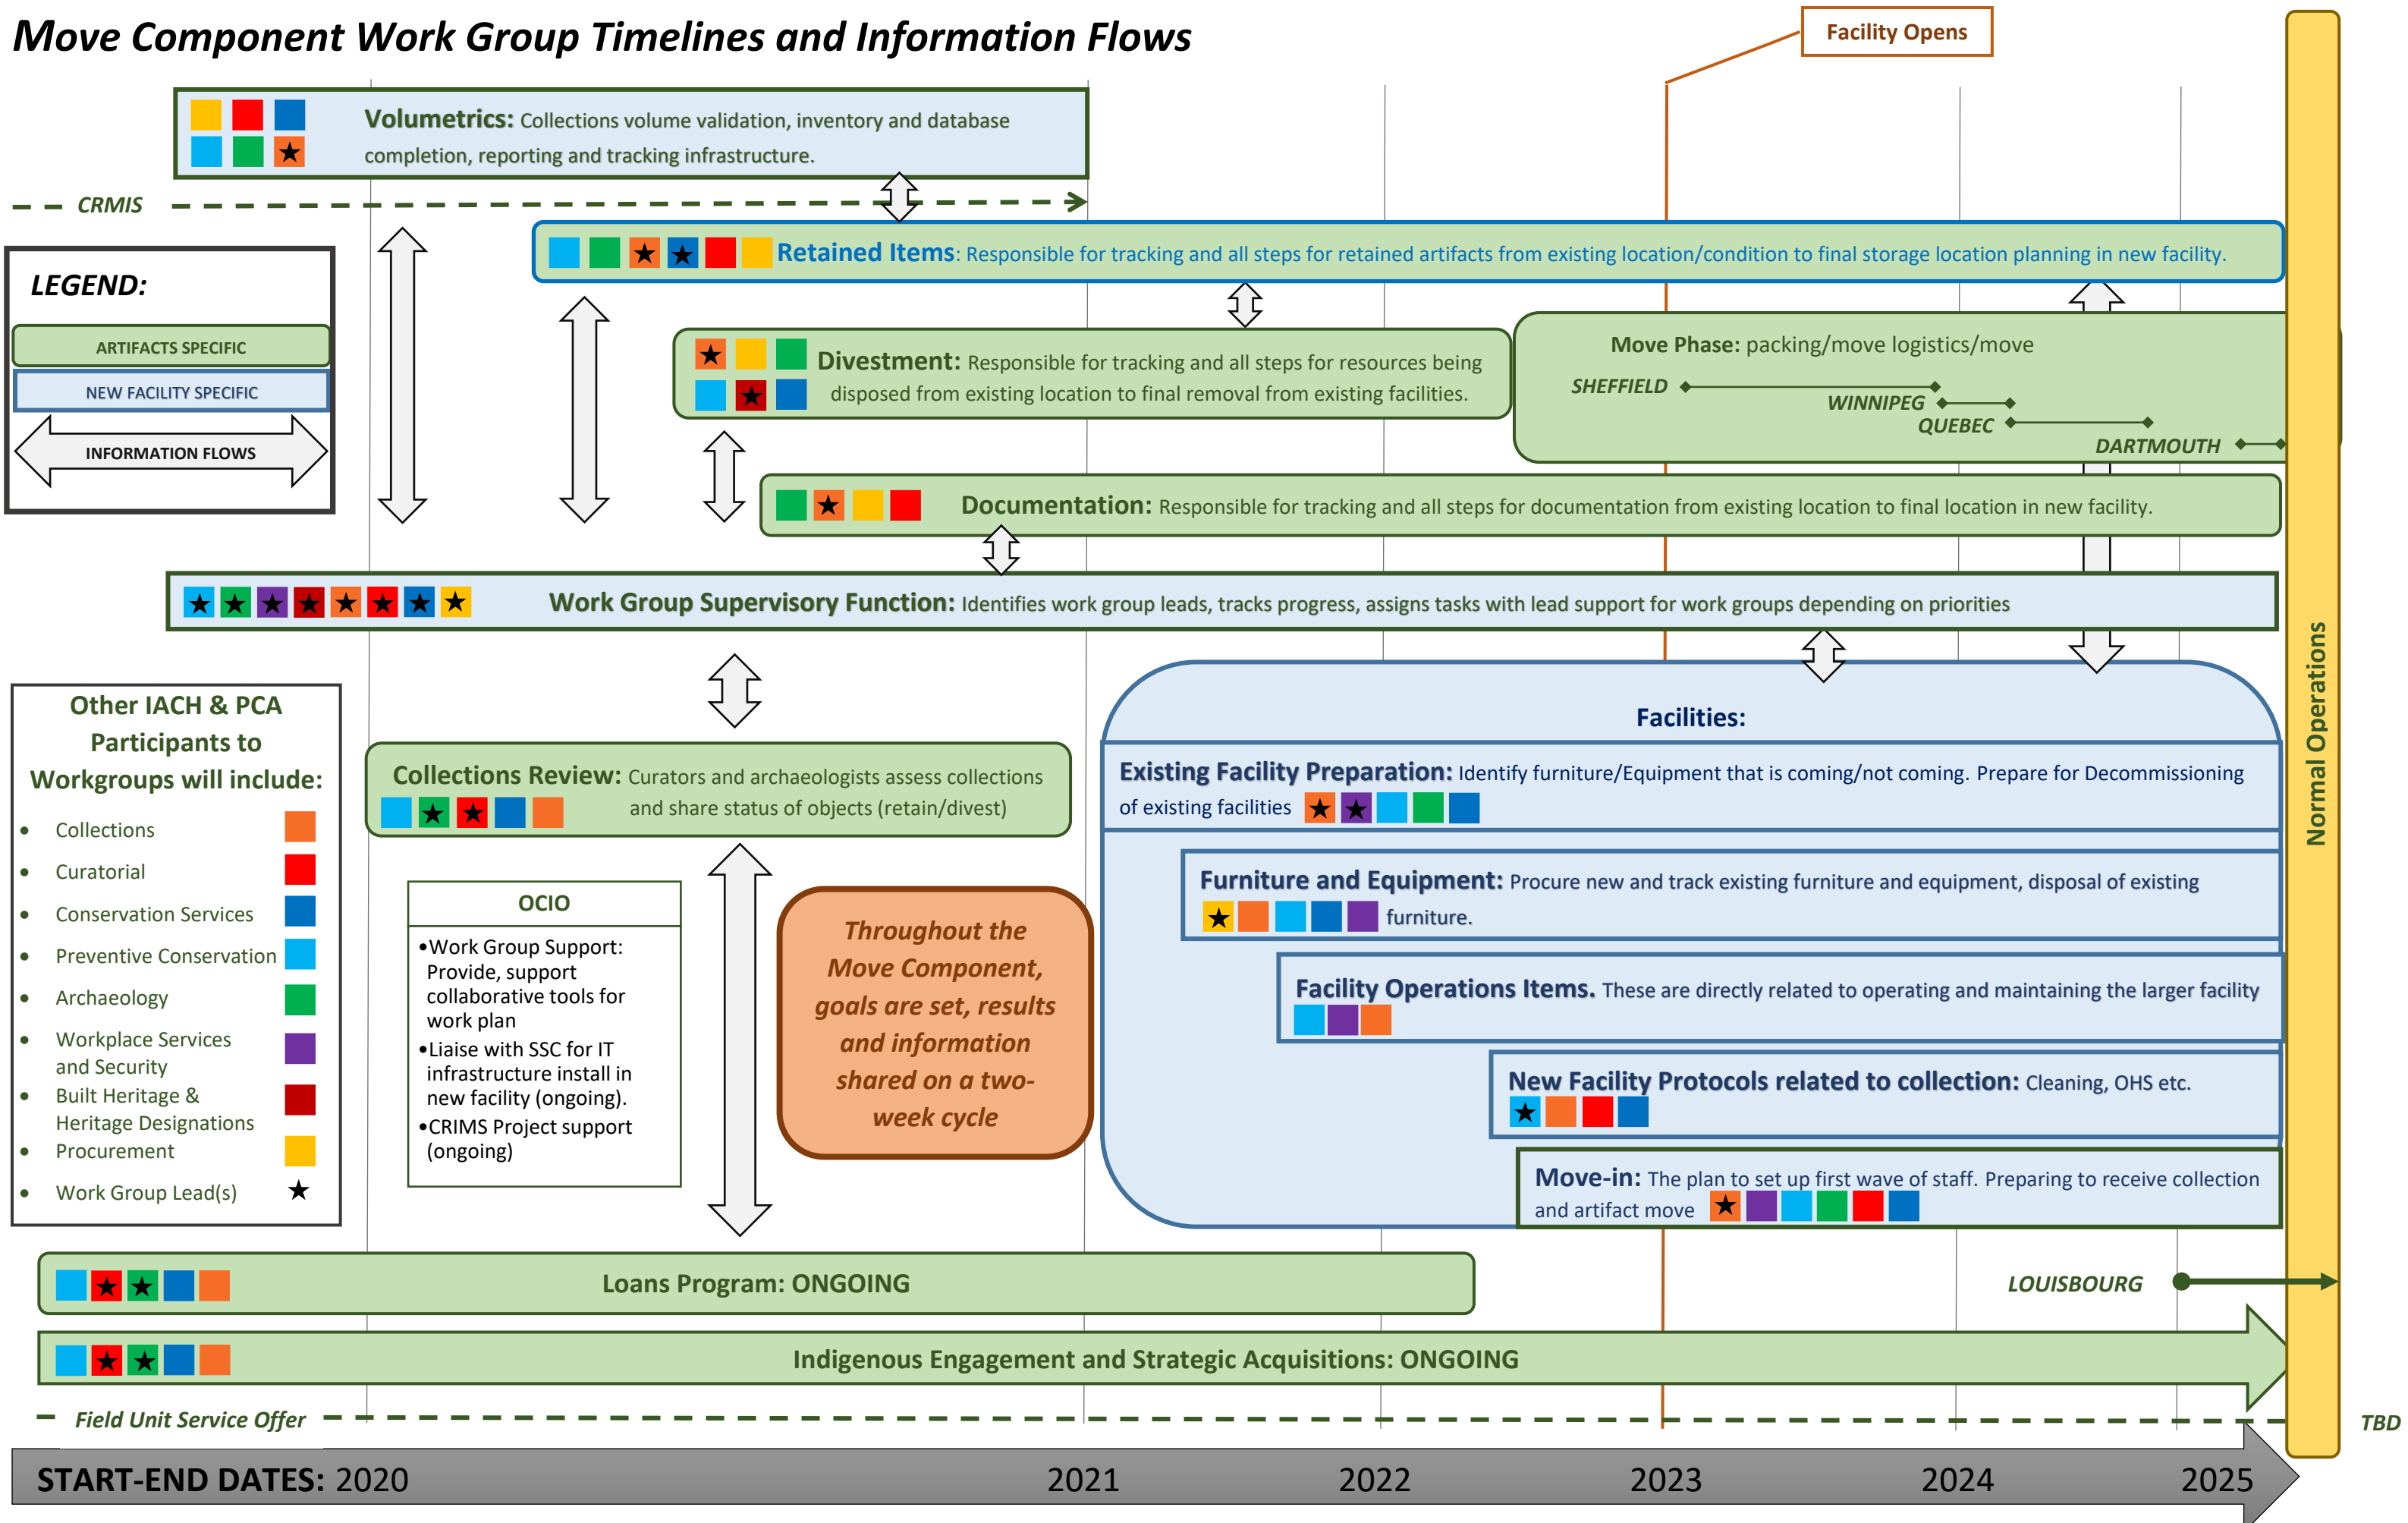 Move Component Work Group Timelines and Information Flows
Facility Opens
Volumetrics: Collections volume validation, inventory and database
completion, reporting and tracking infrastructure.
CRMIS
Retained Items: Responsible for tracking and all steps for retained artifacts from existing location/condition to final storage location planning in new facility.
LEGEND:
ARTIFACTS SPECIFIC
NEW FACILITY SPECIFIC
INFORMATION FLOWS
Divestment: Responsible for tracking and all steps for resources being
disposed from existing location to final removal from existing facilities.
Move Phase: packing/move logistics/move
SHEFFIELD
WINNIPEG
QUEBEC
DARTMOUTH
Documentation: Responsible for tracking and all steps for documentation from existing location to final location in new facility.
Work Group Supervisory Function: Identifies work group leads, tracks progress, assigns tasks with lead support for work groups depending on priorities
Normal Operations
Other IACH & PCA
Participants to
Workgroups will include:
• Collections
• Curatorial
• Conservation Services
• Preventive Conservation
• Archaeology
• Workplace Services
and Security
• Built Heritage &
Heritage Designations
• Procurement
• Work Group Lead(s)
Collections Review: Curators and archaeologists assess collections
and share status of objects (retain/divest)
OCIO
•Work Group Support:
Provide, support
collaborative tools for
work plan
•Liaise with SSC for IT
infrastructure install in
new facility (ongoing).
•CRIMS Project support
(ongoing)
Throughout the
Move Component,
goals are set, results
and information
shared on a two-
week cycle
Facilities:
Existing Facility Preparation: Identify furniture/Equipment that is coming/not coming. Prepare for Decommissioning
of existing facilities
Furniture and Equipment: Procure new and track existing furniture and equipment, disposal of existing
furniture.
Facility Operations Items. These are directly related to operating and maintaining the larger facility
New Facility Protocols related to collection: Cleaning, OHS etc.
Move-in: The plan to set up first wave of staff. Preparing to receive collection
and artifact move
Loans Program: ONGOING
LOUISBOURG
Indigenous Engagement and Strategic Acquisitions: ONGOING
Field Unit Service Offer
TBD
START-END DATES: 2020 2021 2022 2023 2024 2025